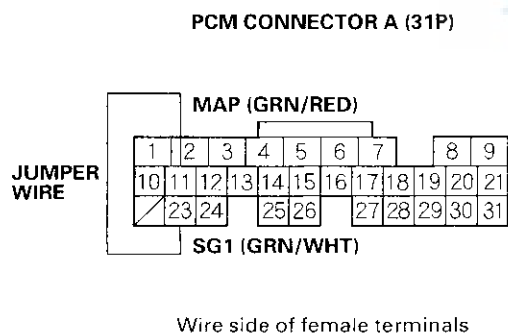 PCM CONNECTOR A (31P)
MAP (GRN/RED)
1 2 3 4 5 6 7 8 9
JUMPER
WIRE
10 11 12 13 14 15 16 17 18 19 20 21
23 24 25 26 27 28 29 30 31
SG1 (GRN/WHT)
Wire side of female terminals